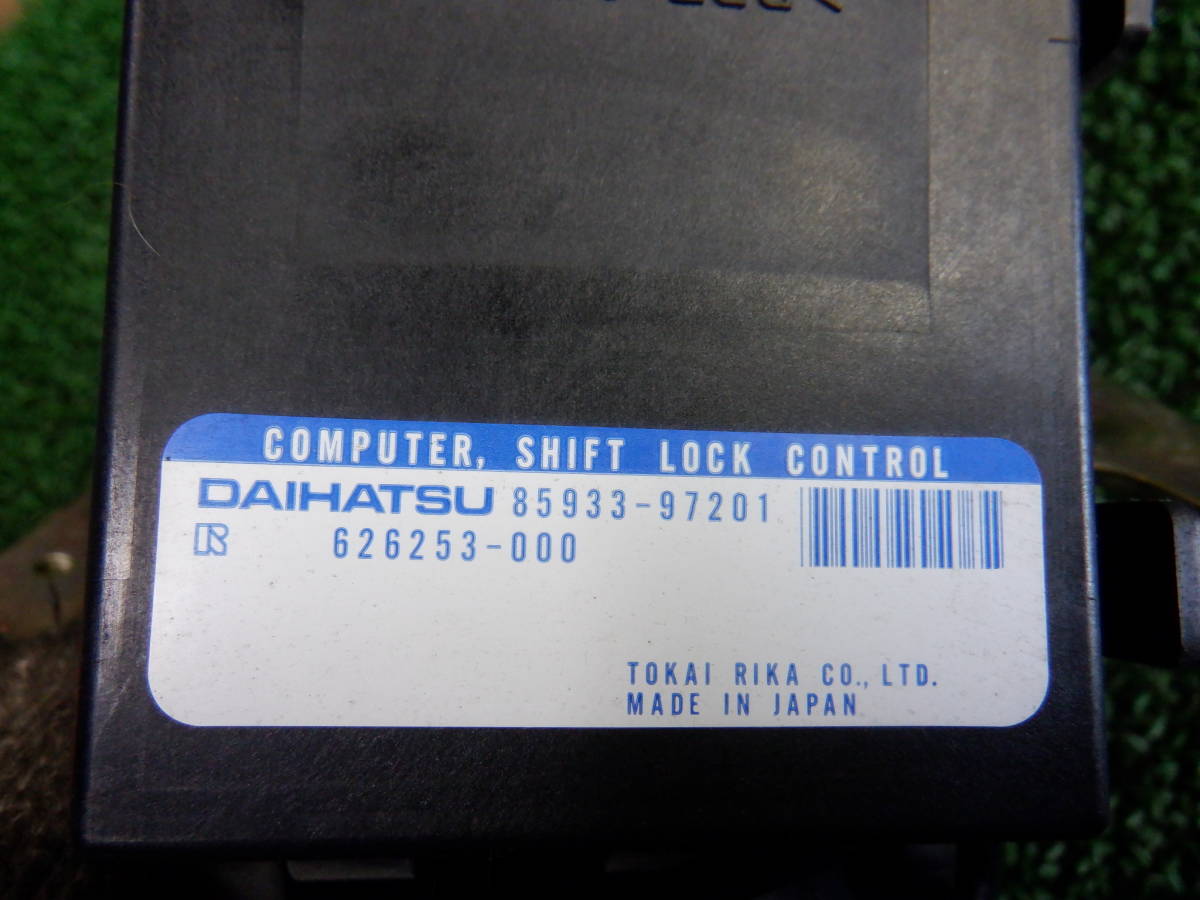 COMPUTER, SHIFT LOCK CONTROL
DAIHATSU 85933-97201
R 626253-000
TOKAI RIKA CO., LTD.
MADE IN JAPAN